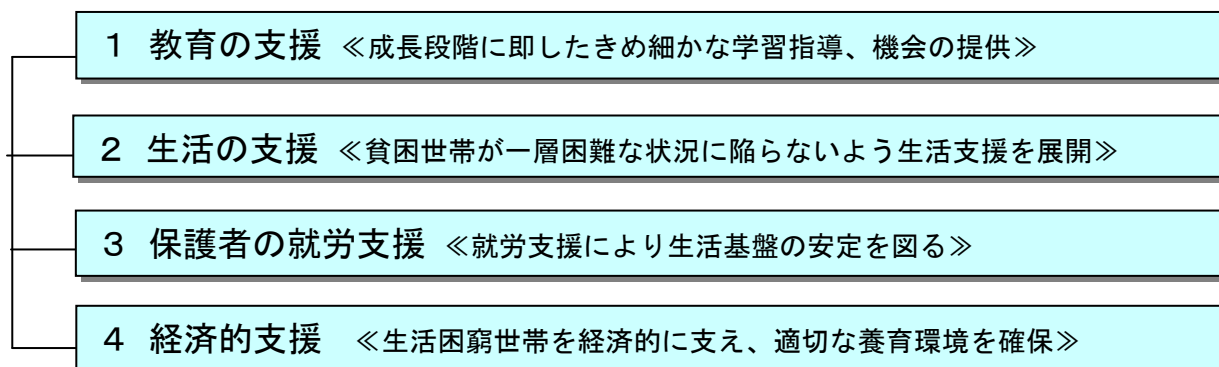 １ 教育の支援 ≪成長段階に即したきめ細かな学習指導、機会の提供≫
２ 生活の支援 ≪貧困世帯が一層困難な状況に陥らないよう生活支援を展開≫
３ 保護者の就労支援 ≪就労支援により生活基盤の安定を図る≫
４ 経済的支援 ≪生活困窮世帯を経済的に支え、適切な養育環境を確保≫